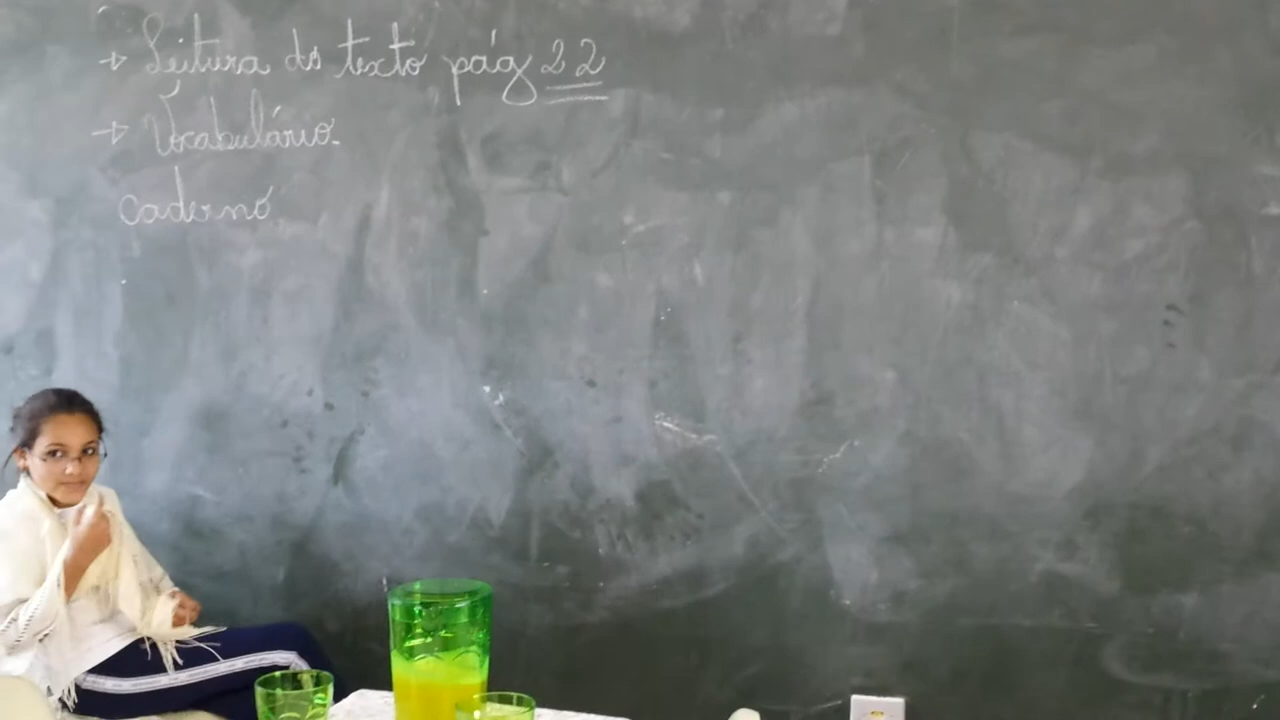 → Leitura do texto pág 22
→ Vocabulário.
caderno